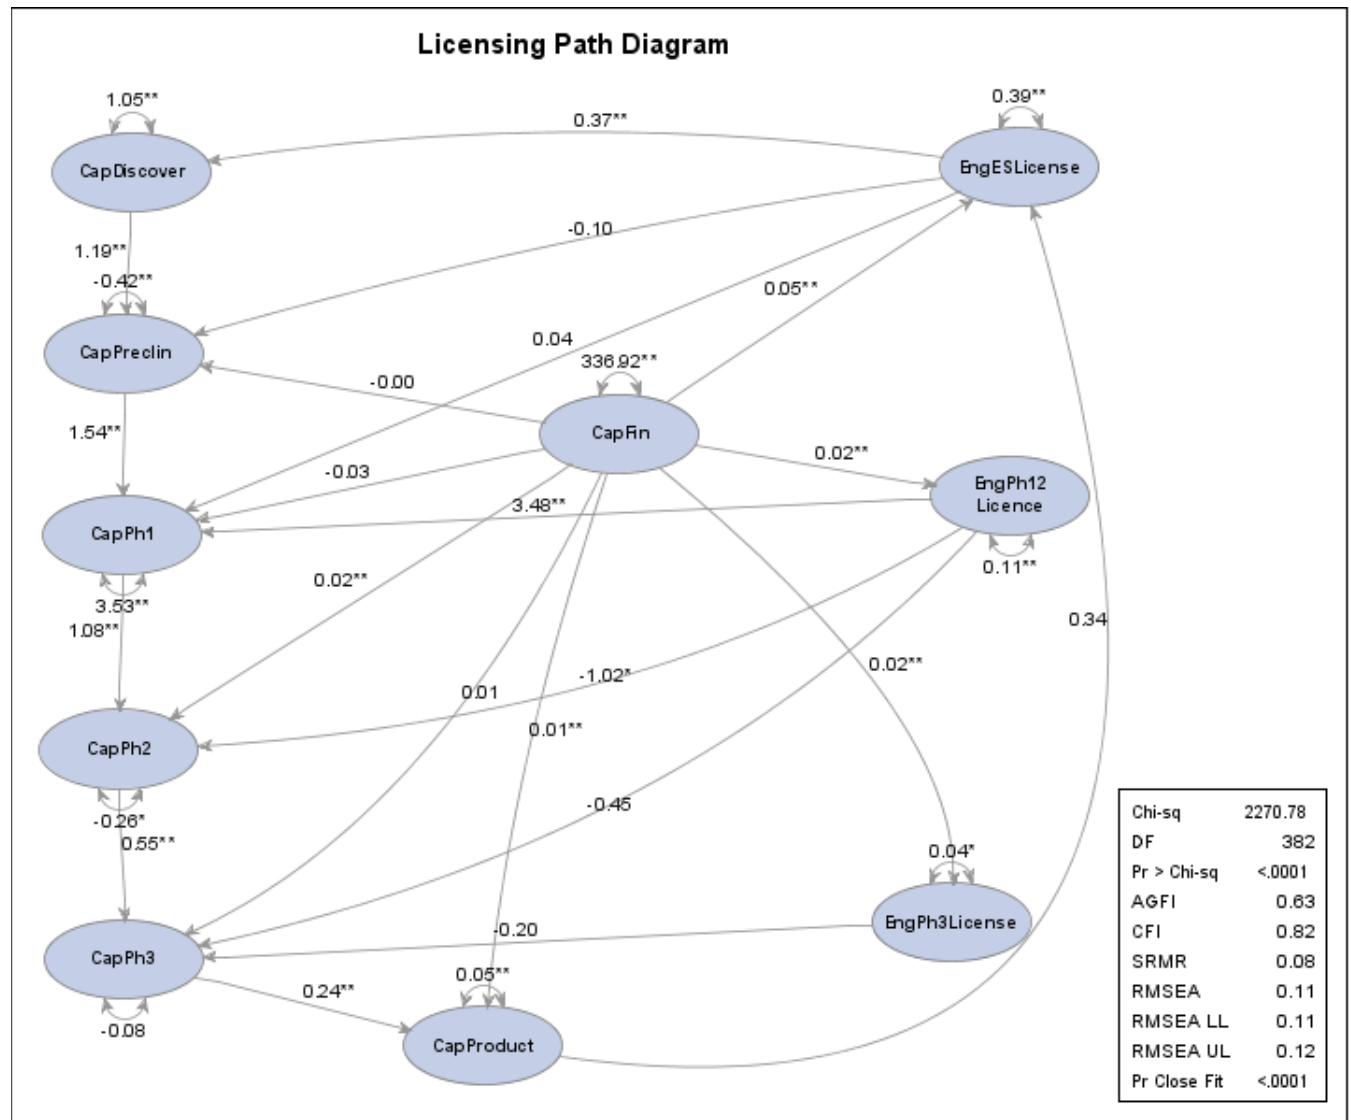 Licensing Path Diagram
1.05**
0.39**
0.37**
CapDiscover
EngESLicense
-0.10
1.19**
-0.42**
0.05**
0.04
CapPreclin
336.92**
-0.00
CapFin
1.54**
0.02**
-0.03
EngPh12
Licence
3.48**
CapPh1
0.11**
0.02**
3.53**
1.08**
0.34
0.02**
-1.02*
0.01
0.01**
CapPh2
-0.45
-0.26*
0.55**
0.04*
EngPh3License
-0.20
CapPh3
0.05**
0.24**
-0.08
CapProduct
Chi-sq 2270.78
DF 382
Pr > Chi-sq <.0001
AGFI 0.63
CFI 0.82
SRMR 0.08
RMSEA 0.11
RMSEA LL 0.11
RMSEA UL 0.12
Pr Close Fit <.0001